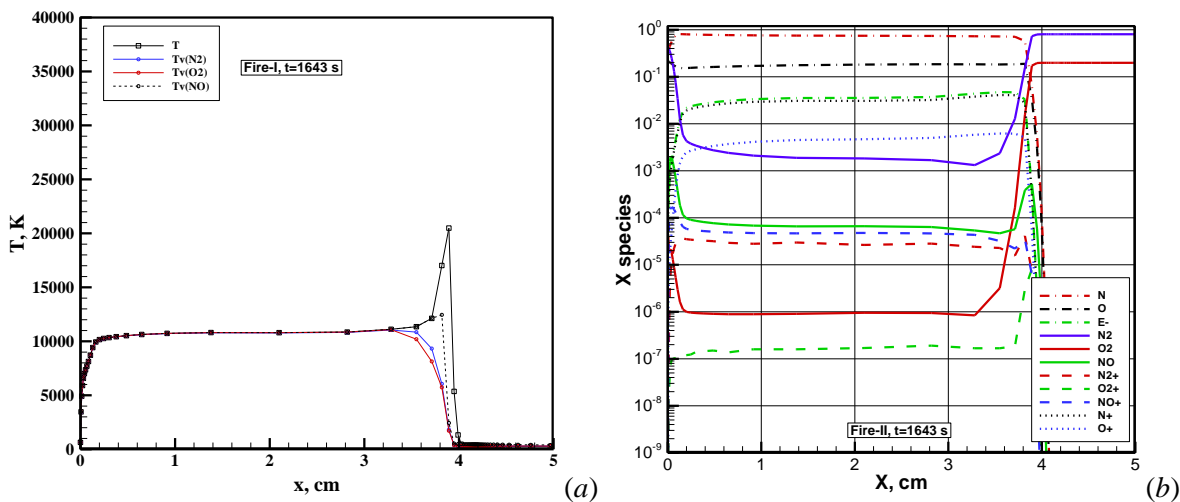 40000
35000
30000
25000
20000
15000
10000
5000
0
T, K
T
Tv(N2)
Tv(O2)
Tv(NO)
Fire-I, t=1643 s
0 1 2 3 4 5
x, cm
(a)
10^0
10^-1
10^-2
10^-3
10^-4
10^-5
10^-6
10^-7
10^-8
10^-9
X species
N
O
E-
N2
O2
NO
N2+
O2+
NO+
N+
O+
Fire-II, t=1643 s
0 1 2 3 4 5
X, cm
(b)